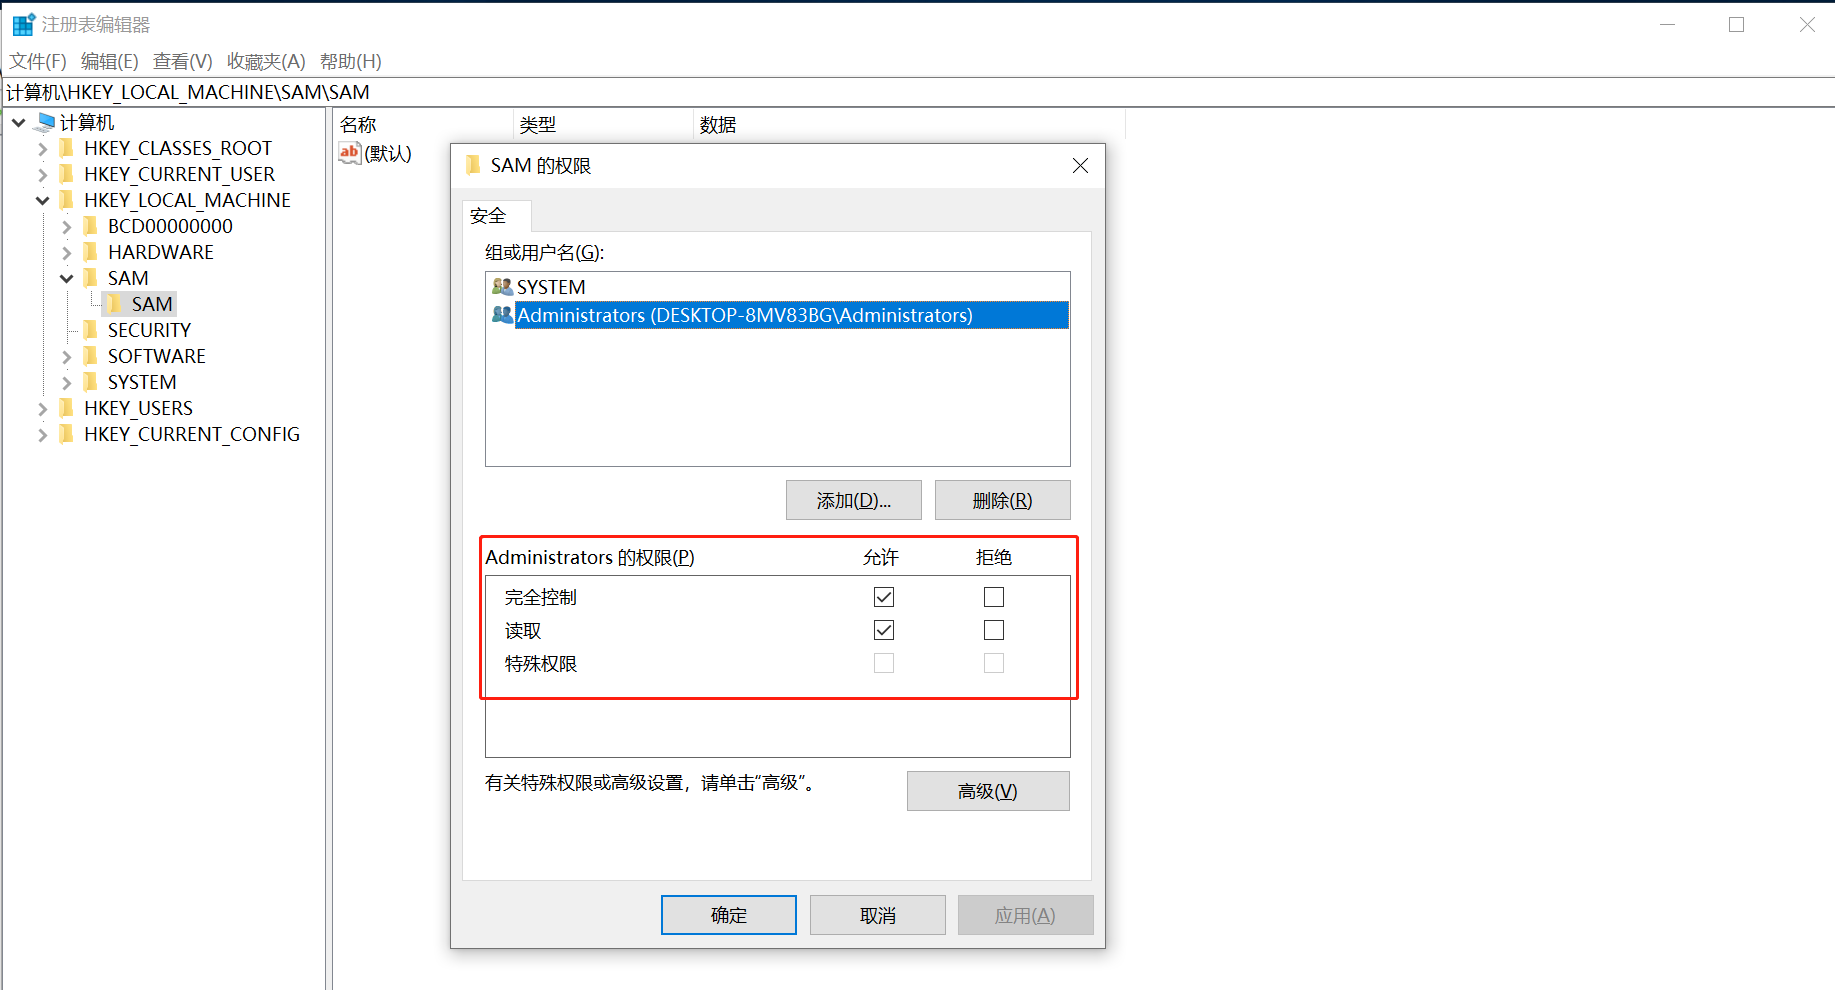 注册表编辑器
文件(F) 编辑(E) 查看(V) 收藏夹(A) 帮助(H)
计算机\HKEY_LOCAL_MACHINE\SAM\SAM
计算机
HKEY_CLASSES_ROOT
HKEY_CURRENT_USER
HKEY_LOCAL_MACHINE
BCD00000000
HARDWARE
SAM
SAM
SECURITY
SOFTWARE
SYSTEM
HKEY_USERS
HKEY_CURRENT_CONFIG
名称 类型 数据
ab (默认)
SAM 的权限
安全
组或用户名(G):
SYSTEM
Administrators (DESKTOP-8MV83BG\Administrators)
添加(D)... 删除(R)
Administrators 的权限(P) 允许 拒绝
完全控制
读取
特殊权限
有关特殊权限或高级设置，请单击“高级”。
高级(V)
确定 取消 应用(A)